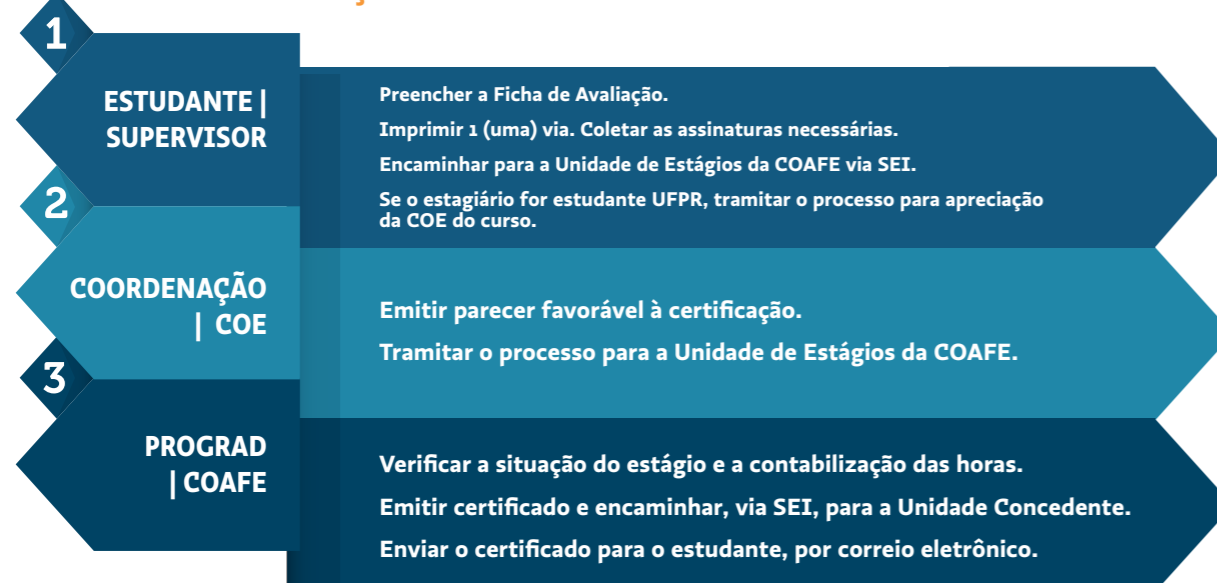 1
ESTUDANTE |
SUPERVISOR
Preencher a Ficha de Avaliação.
Imprimir 1 (uma) via. Coletar as assinaturas necessárias.
Encaminhar para a Unidade de Estágios da COAFE via SEI.
Se o estagiário for estudante UFPR, tramitar o processo para apreciação
da COE do curso.
2
COORDENAÇÃO
| COE
Emitir parecer favorável à certificação.
Tramitar o processo para a Unidade de Estágios da COAFE.
3
PROGRAD
| COAFE
Verificar a situação do estágio e a contabilização das horas.
Emitir certificado e encaminhar, via SEI, para a Unidade Concedente.
Enviar o certificado para o estudante, por correio eletrônico.